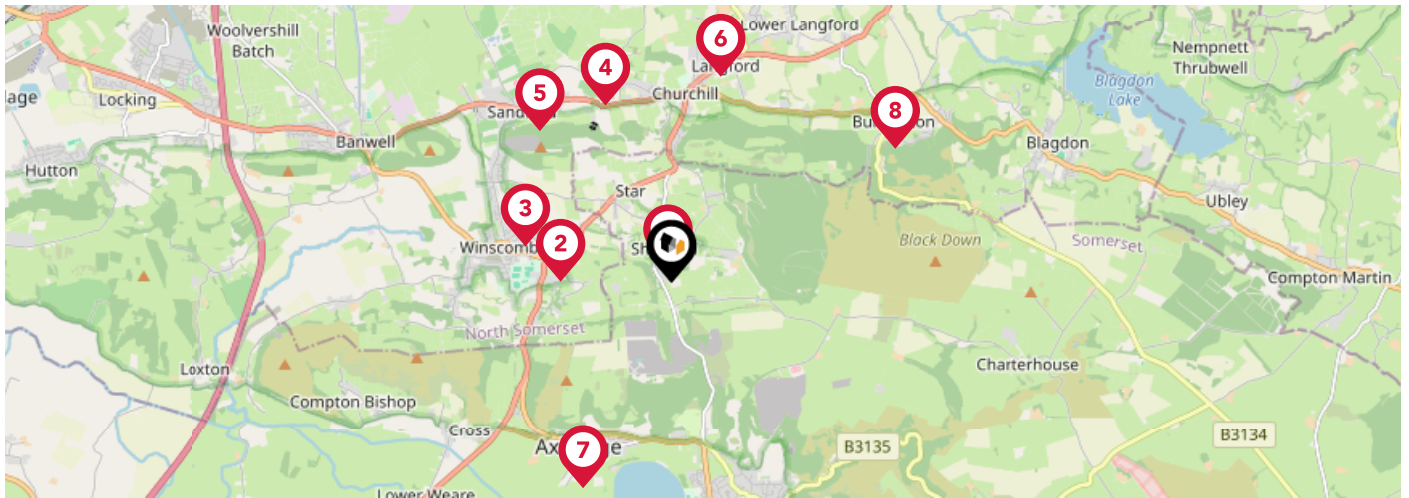 Woolvershill
Batch
6
Lower Langford
Nempnett
Thrubwell
4
Langford
Blagdon
Lake
lage
Locking
5
Churchill
8
Banwell
Blagdon
Hutton
Star
Ubley
3
2
Black Down
Somerset
Winscomb
Compton Martin
North Somerset
Loxton
Charterhouse
Compton Bishop
Cross
7
B3135
B3134
Lower Weare